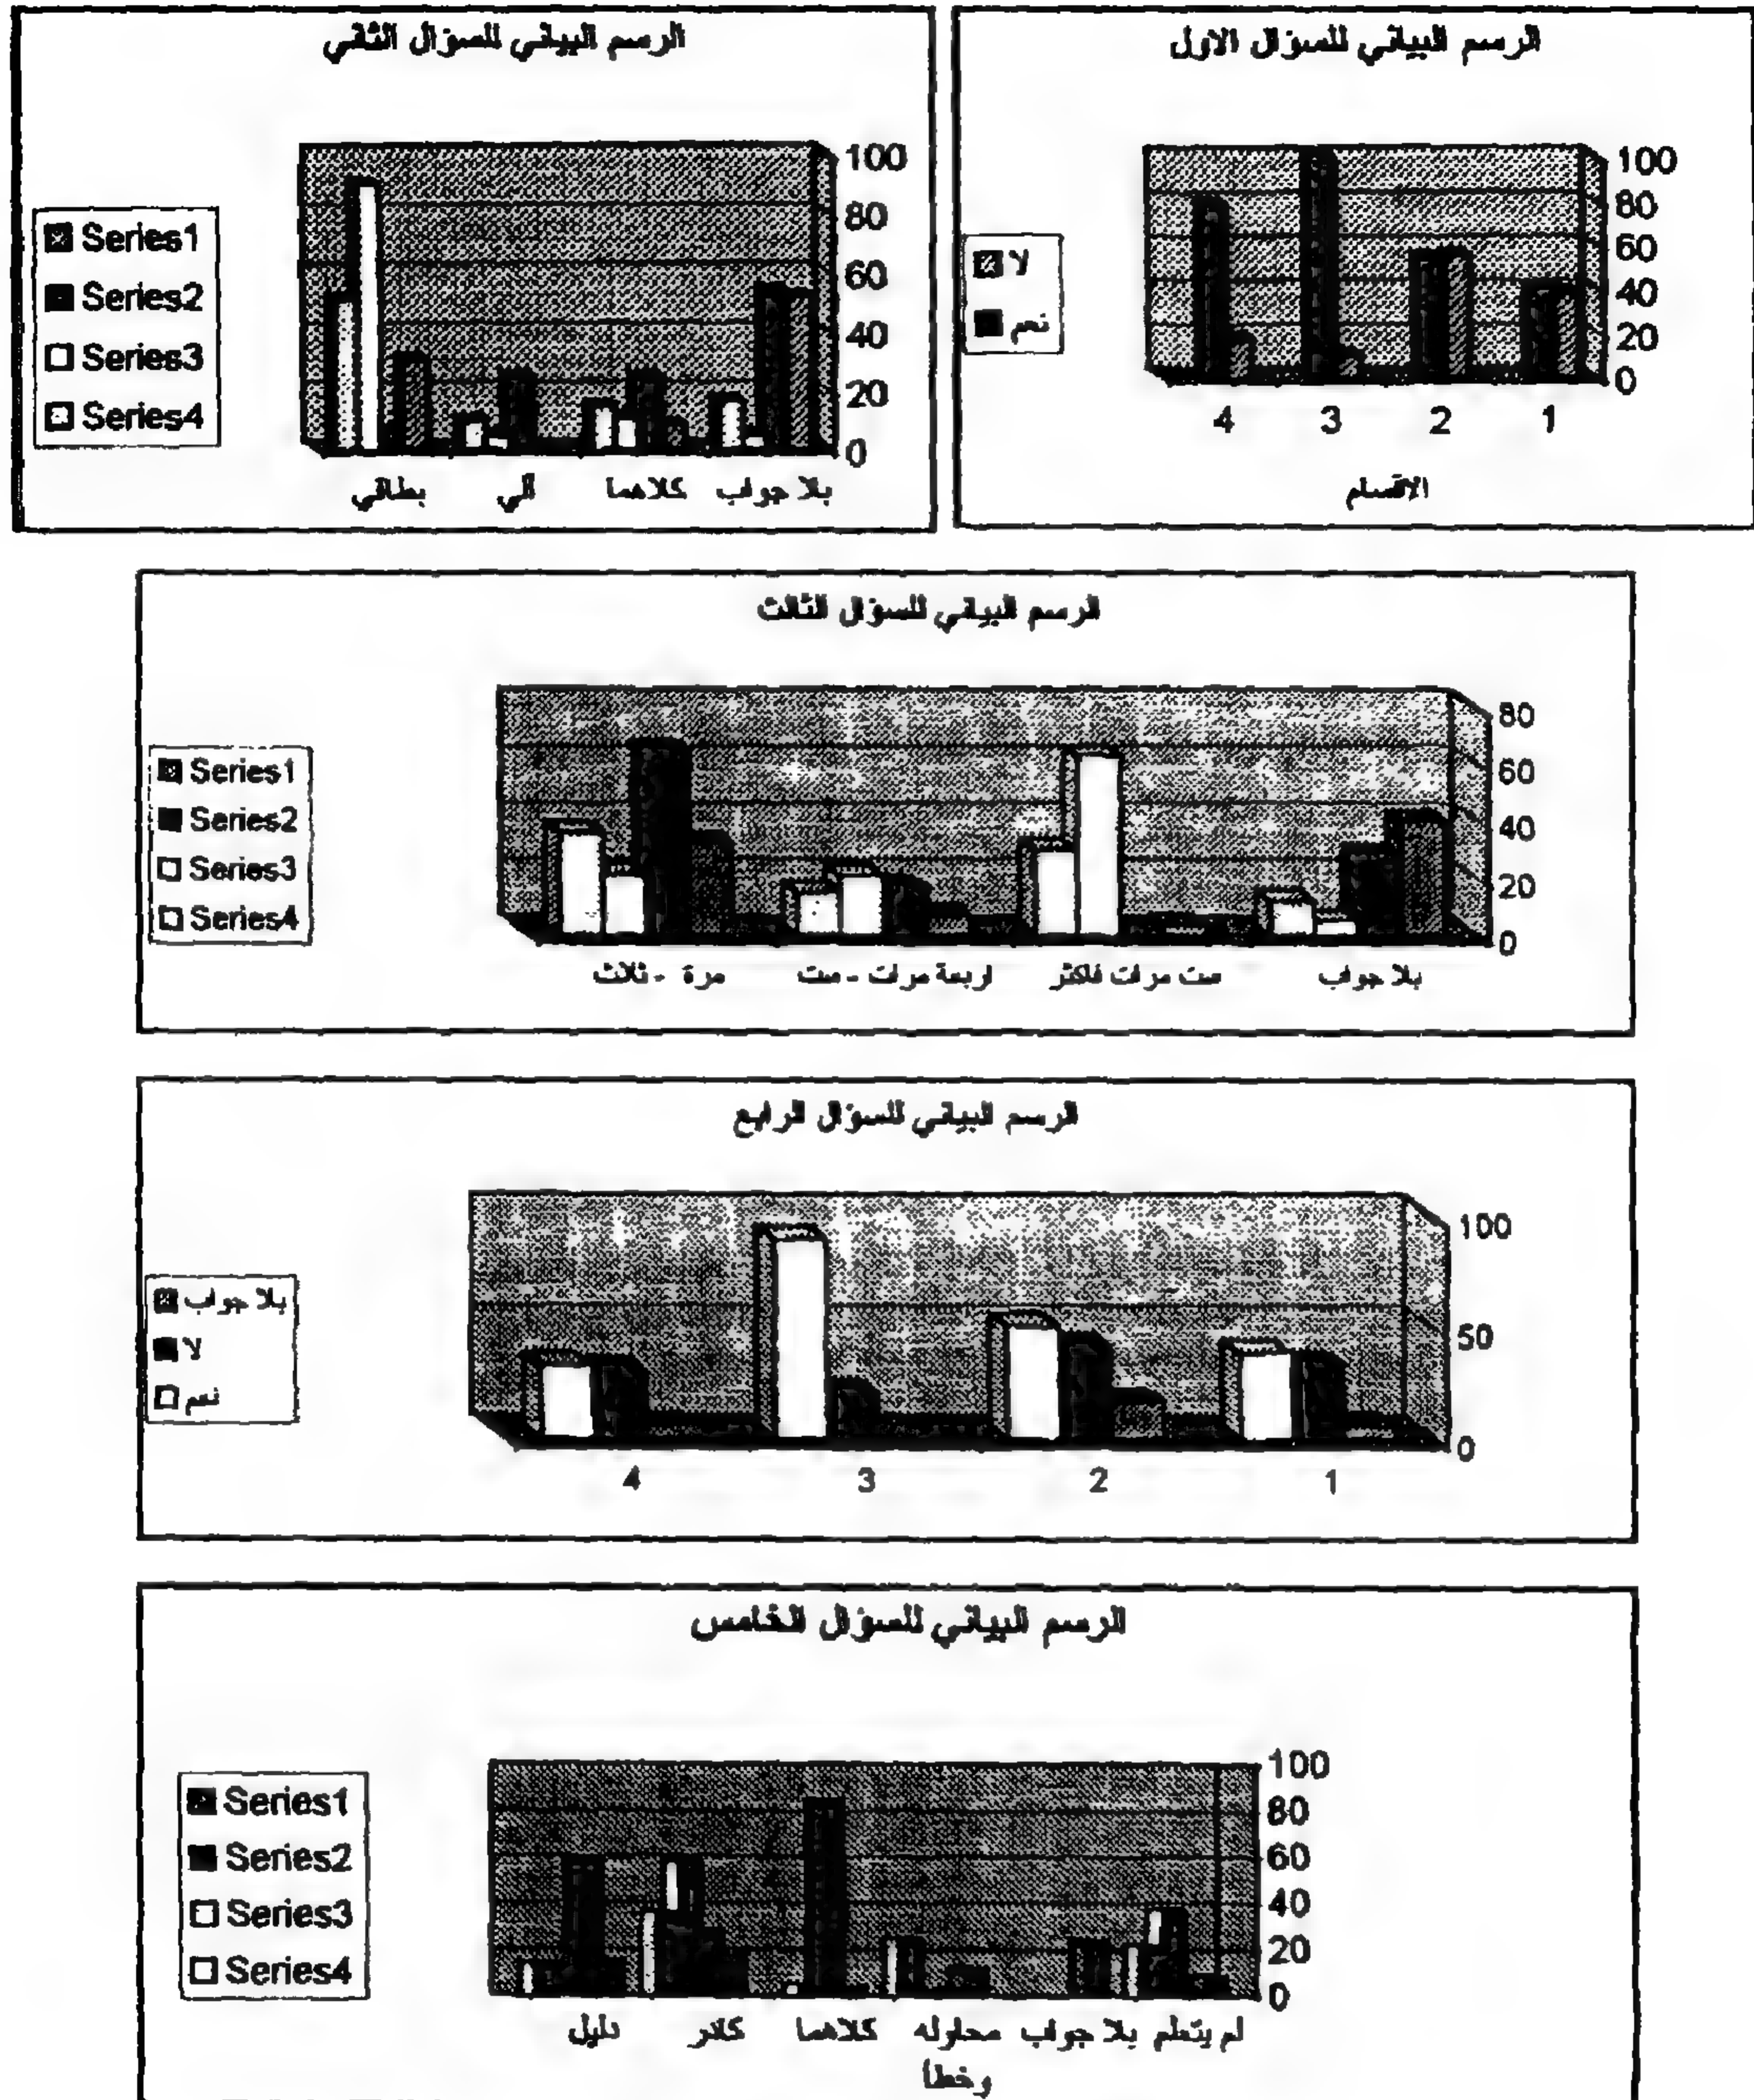 الرسم البياني للسؤال الاول
100
80
60
40
20
0
لا
نعم
4 3 2 1
الاقسام
الرسم البياني للسؤال الثاني
100
80
60
40
20
0
Series1
Series2
Series3
Series4
بلا جواب كلاهما آلي بطاقي
الرسم البياني للسؤال الثالث
80
60
40
20
0
Series1
Series2
Series3
Series4
بلا جواب ست مرات فاكثر اربعة مرات - ست مرة - ثلاث
الرسم البياني للسؤال الرابع
100
50
0
بلا جواب
لا
نعم
4 3 2 1
الرسم البياني للسؤال الخامس
100
80
60
40
20
0
Series1
Series2
Series3
Series4
لم يتعلم بلا جواب محاوله كلاهما كادر دليل
وخطأ